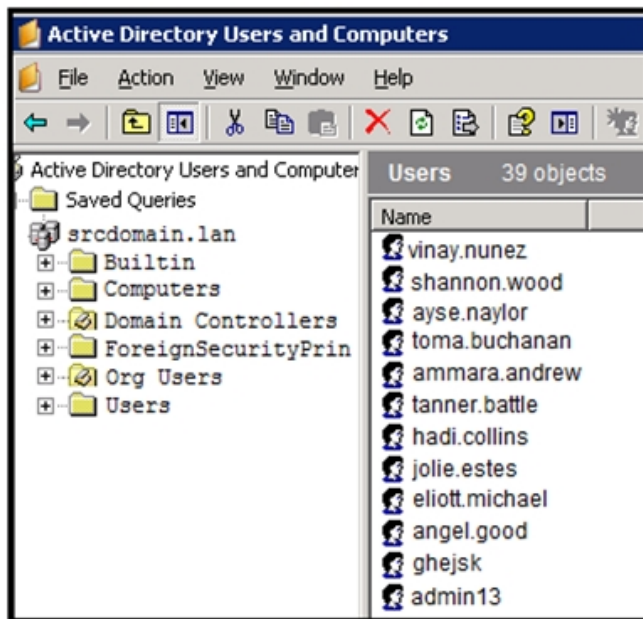 Active Directory Users and Computers
File Action View Window Help
Active Directory Users and Computer
Saved Queries
srcdomain.lan
Builtin
Computers
Domain Controllers
ForeignSecurityPrin
Org Users
Users
Users 39 objects
Name
vinay.nunez
shannon.wood
ayse.naylor
toma.buchanan
ammara.andrew
tanner.battle
hadi.collins
jolie.estes
eliott.michael
angel.good
ghejsk
admin13